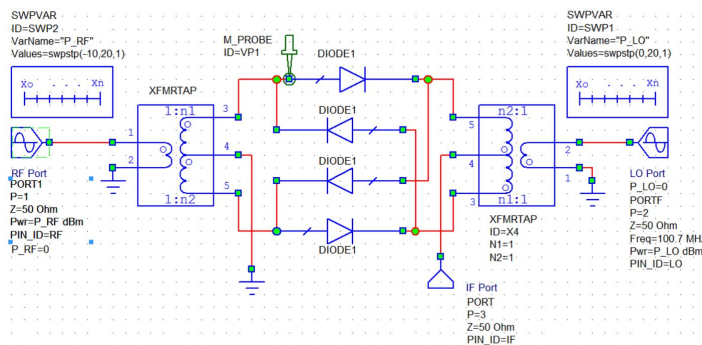 SWPVAR
ID=SWP2
VarName="P_RF"
Values=swpstp(-10,20,1)
Xo . . Xn
M_PROBE
ID=VP1
DIODE1
SWPVAR
ID=SWP1
VarName="P_LO"
Values=swpstp(0,20,1)
Xo . . Xn
XFMRTAP
1:n1
1
2
3
4
5
1:n2
DIODE1
DIODE1
DIODE1
n2:1
5
4
3
2
1
n1:1
RF Port
PORT1
P=1
Z=50 Ohm
Pwr=P_RF dBm
PIN_ID=RF
P_RF=0
XFMRTAP
ID=X4
N1=1
N2=1
LO Port
P_LO=0
PORTF
P=2
Z=50 Ohm
Freq=100.7 MH
Pwr=P_LO dBm
PIN_ID=LO
IF Port
PORT
P=3
Z=50 Ohm
PIN_ID=IF